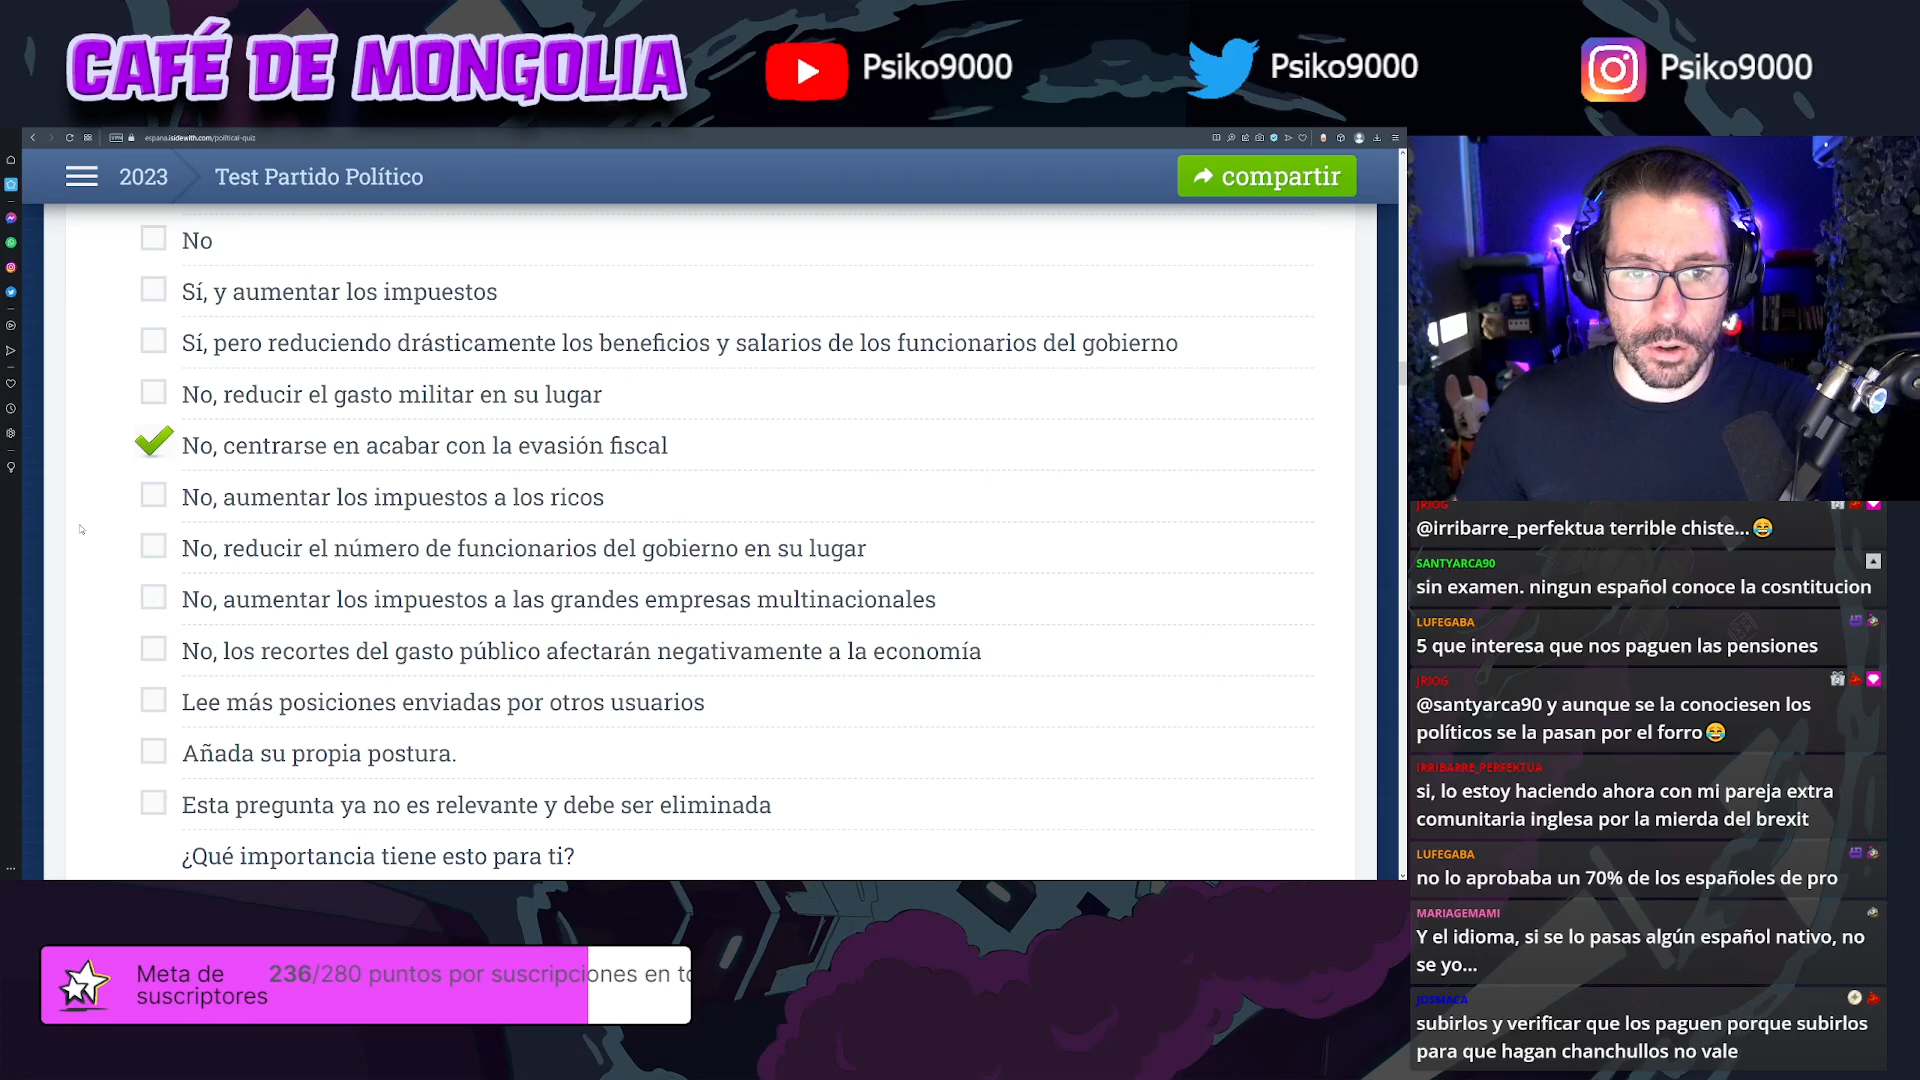 CAFÉ DE MONGOLIA
Psiko9000
Psiko9000
Psiko9000
espana.isidewith.com/political-quiz
2023
Test Partido Político
compartir
No
Sí, y aumentar los impuestos
Sí, pero reduciendo drásticamente los beneficios y salarios de los funcionarios del gobierno
No, reducir el gasto militar en su lugar
No, centrarse en acabar con la evasión fiscal
No, aumentar los impuestos a los ricos
No, reducir el número de funcionarios del gobierno en su lugar
No, aumentar los impuestos a las grandes empresas multinacionales
No, los recortes del gasto público afectarán negativamente a la economía
Lee más posiciones enviadas por otros usuarios
Añada su propia postura.
Esta pregunta ya no es relevante y debe ser eliminada
¿Qué importancia tiene esto para ti?
JRIOG
@irribarre_perfektua terrible chiste...
SANTYARCA90
sin examen. ningun español conoce la cosntitucion
LUFEGABA
5 que interesa que nos paguen las pensiones
JRIOG
@santyarca90 y aunque se la conociesen los
políticos se la pasan por el forro
IRRIBARRE_PERFEKTUA
si, lo estoy haciendo ahora con mi pareja extra
comunitaria inglesa por la mierda del brexit
LUFEGABA
no lo aprobaba un 70% de los españoles de pro
MARIAGEMAMI
Y el idioma, si se lo pasas algún español nativo, no
se yo...
JOSMACA
subirlos y verificar que los paguen porque subirlos
para que hagan chanchullos no vale
Meta de
suscriptores
236/280 puntos por suscripciones en to